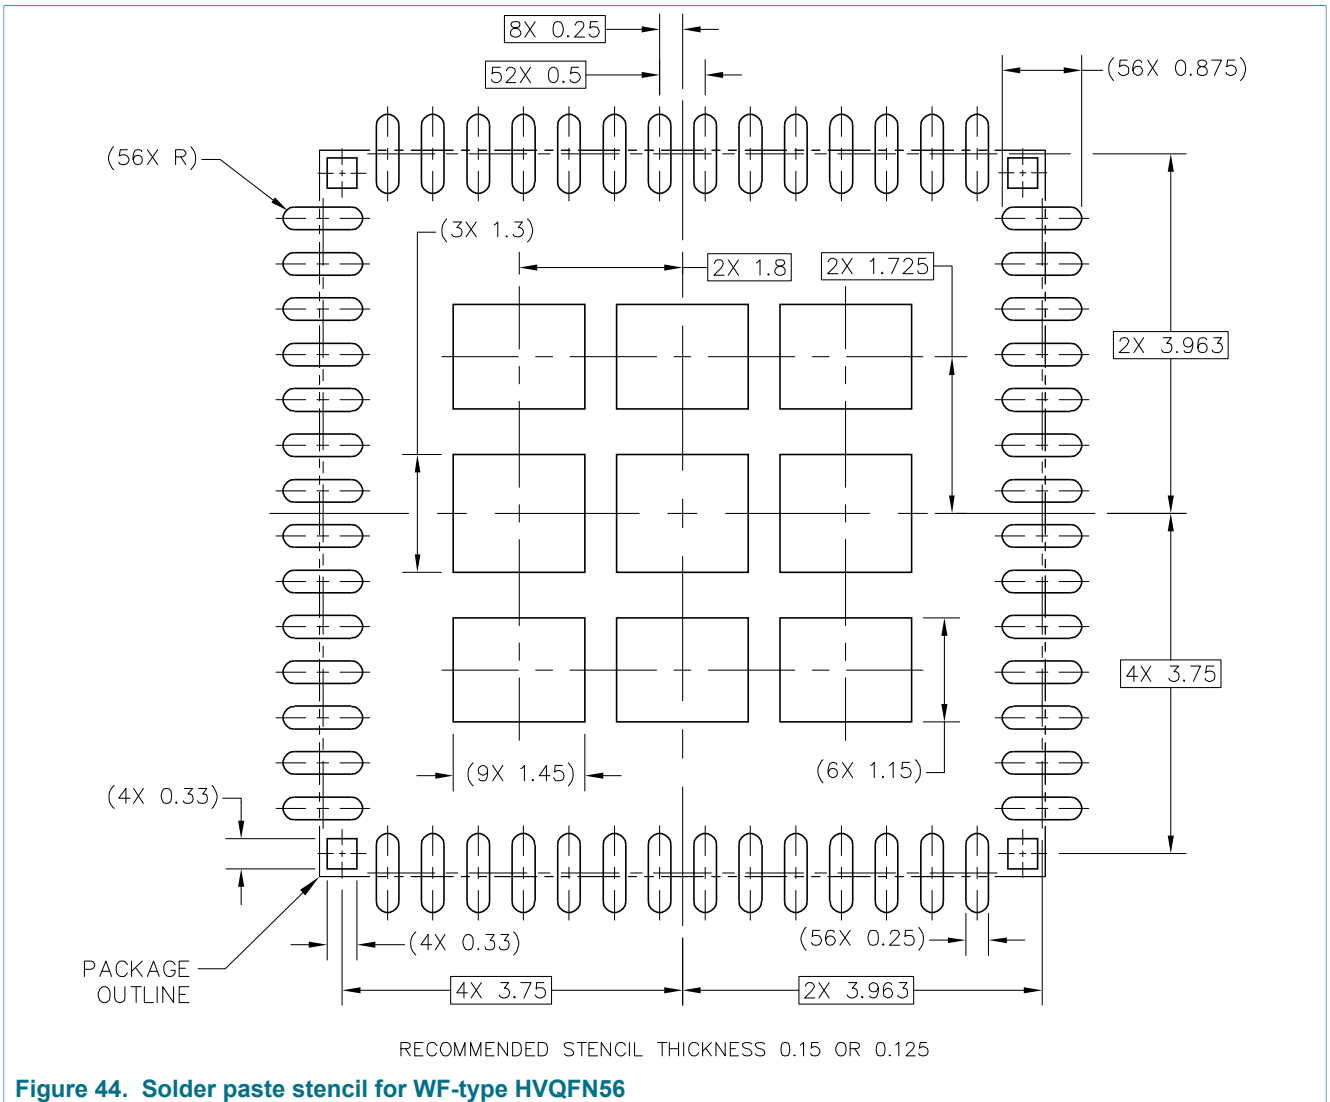 8X 0.25
52X 0.5
(56X 0.875)
(56X R)
(3X 1.3)
2X 1.8
2X 1.725
2X 3.963
4X 3.75
(9X 1.45)
(6X 1.15)
(4X 0.33)
(4X 0.33)
(56X 0.25)
PACKAGE
OUTLINE
4X 3.75
2X 3.963
RECOMMENDED STENCIL THICKNESS 0.15 OR 0.125
Figure 44. Solder paste stencil for WF-type HVQFN56